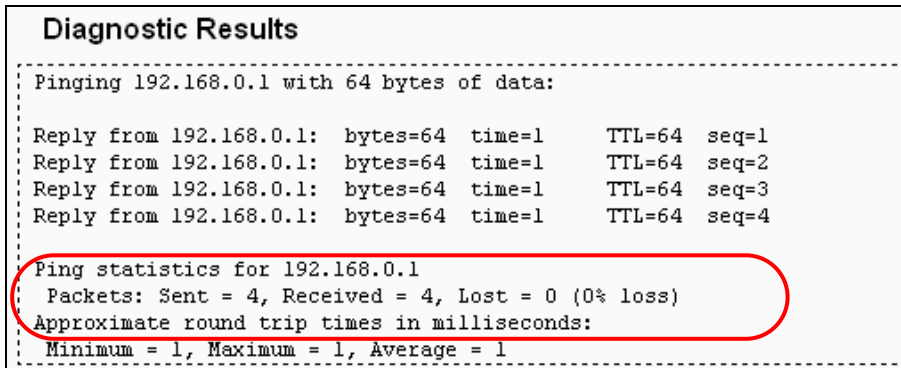 Diagnostic Results
Pinging 192.168.0.1 with 64 bytes of data:
Reply from 192.168.0.1: bytes=64 time=1 TTL=64 seq=1
Reply from 192.168.0.1: bytes=64 time=1 TTL=64 seq=2
Reply from 192.168.0.1: bytes=64 time=1 TTL=64 seq=3
Reply from 192.168.0.1: bytes=64 time=1 TTL=64 seq=4
Ping statistics for 192.168.0.1
Packets: Sent = 4, Received = 4, Lost = 0 (0% loss)
Approximate round trip times in milliseconds:
Minimum = 1, Maximum = 1, Average = 1